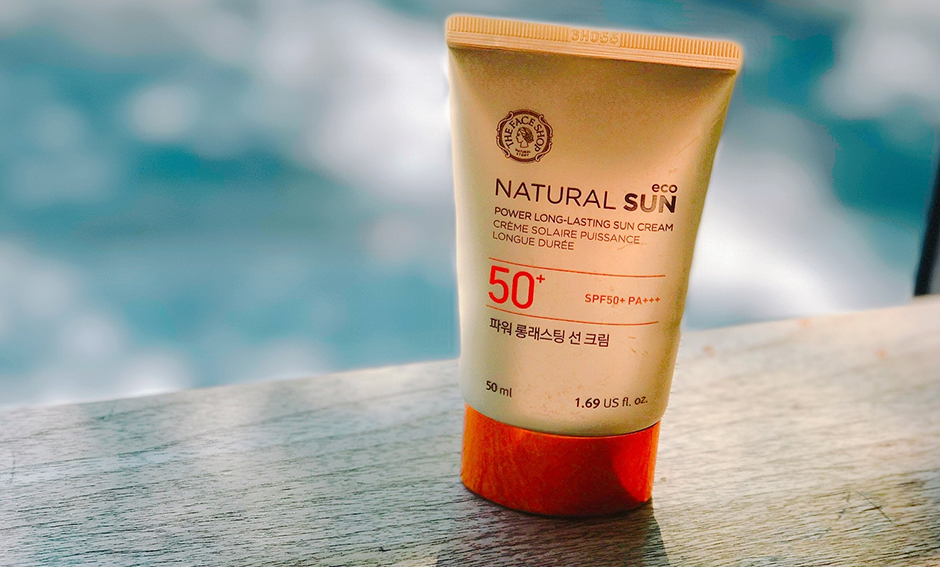 3HD55
THE FACE SHOP
NATURAL eco SUN
POWER LONG-LASTING SUN CREAM
CRÈME SOLAIRE PUISSANCE
LONGUE DURÉE
50+
SPF50+ PA+++
파워 롱래스팅 선 크림
50 ml
1.69 US fl. oz.